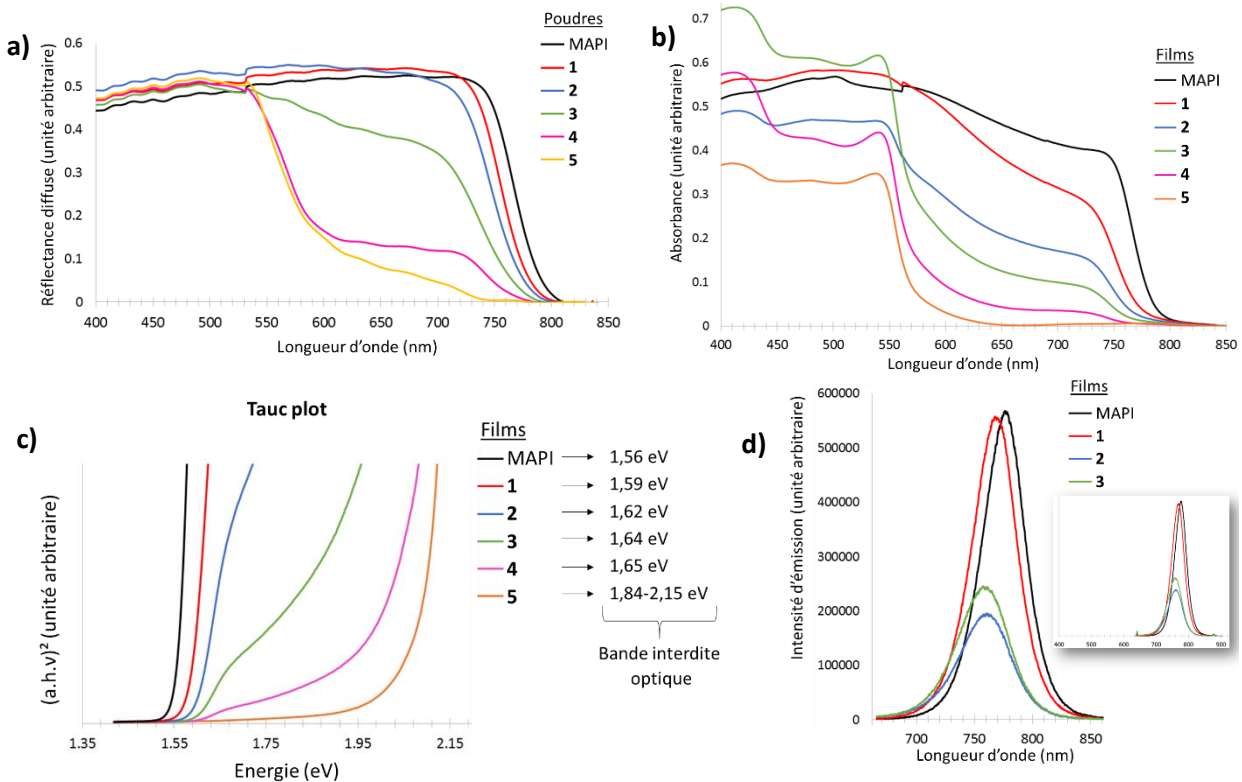 a)
Poudres
MAPI
1
2
3
4
5
Réflectance diffuse (unité arbitraire)
0.6
0.5
0.4
0.3
0.2
0.1
0
400 450 500 550 600 650 700 750 800 850
Longueur d'onde (nm)
b)
Films
MAPI
1
2
3
4
5
Absorbance (unité arbitraire)
0.7
0.6
0.5
0.4
0.3
0.2
0.1
0
400 450 500 550 600 650 700 750 800 850
Longueur d'onde (nm)
Tauc plot
c)
Films
MAPI 1,56 eV
1 1,59 eV
2 1,62 eV
3 1,64 eV
4 1,65 eV
5 1,84-2,15 eV
Bande interdite
optique
(a.h.v)² (unité arbitraire)
1.35 1.55 1.75 1.95 2.15
Energie (eV)
d)
Films
MAPI
1
2
3
Intensité d'émission (unité arbitraire)
600000
500000
400000
300000
200000
100000
0
700 750 800 850
Longueur d'onde (nm)
400 500 600 700 800 900